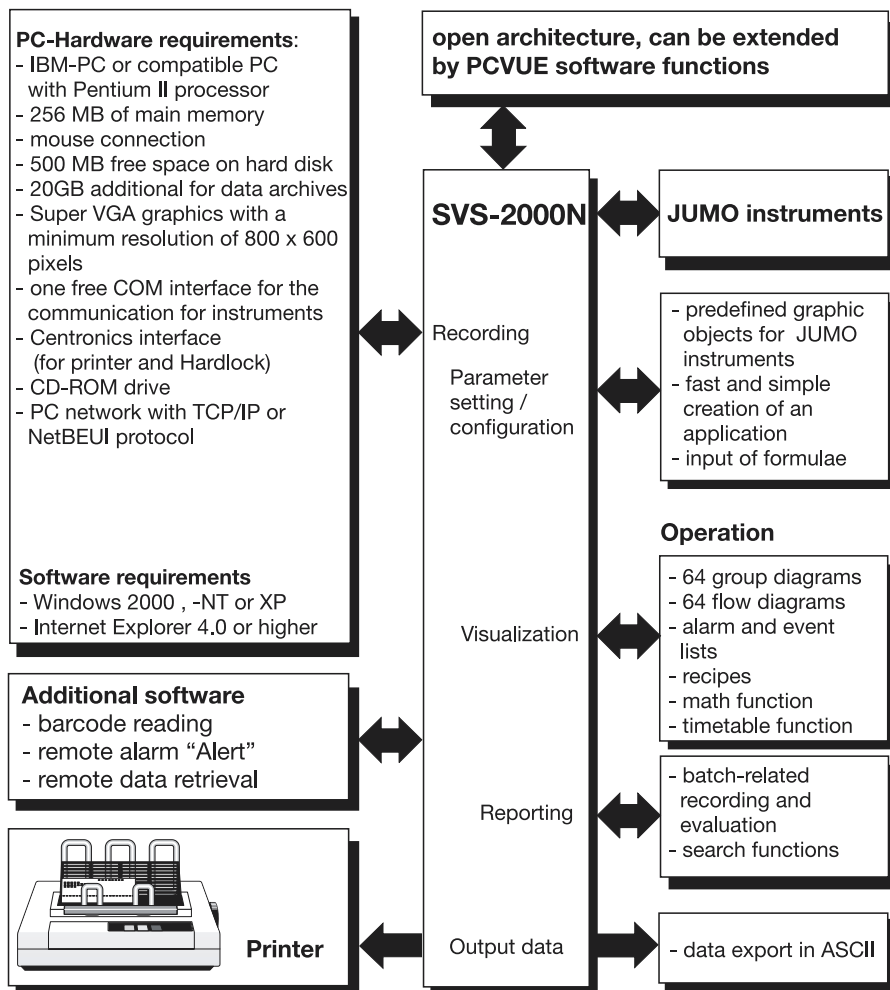 PC-Hardware requirements:
- IBM-PC or compatible PC
with Pentium II processor
- 256 MB of main memory
- mouse connection
- 500 MB free space on hard disk
- 20GB additional for data archives
- Super VGA graphics with a
minimum resolution of 800 x 600
pixels
- one free COM interface for the
communication for instruments
- Centronics interface
(for printer and Hardlock)
- CD-ROM drive
- PC network with TCP/IP or
NetBEUI protocol
Software requirements
- Windows 2000 , -NT or XP
- Internet Explorer 4.0 or higher
Additional software
- barcode reading
- remote alarm “Alert”
- remote data retrieval
Printer
open architecture, can be extended
by PCVUE software functions
SVS-2000N
Recording
Parameter
setting /
configuration
Visualization
Reporting
Output data
JUMO instruments
- predefined graphic
objects for JUMO
instruments
- fast and simple
creation of an
application
- input of formulae
Operation
- 64 group diagrams
- 64 flow diagrams
- alarm and event
lists
- recipes
- math function
- timetable function
- batch-related
recording and
evaluation
- search functions
- data export in ASCII